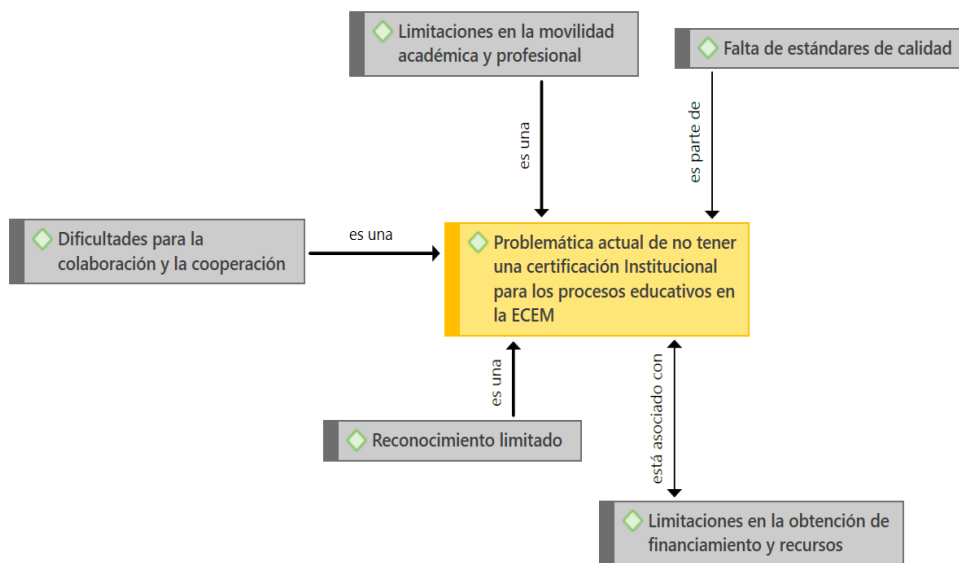 Limitaciones en la movilidad
académica y profesional
Falta de estándares de calidad
es una
es parte de
Dificultades para la
colaboración y la cooperación
es una
Problemática actual de no tener
una certificación Institucional
para los procesos educativos en
la ECEM
es una
está asociado con
Reconocimiento limitado
Limitaciones en la obtención de
financiamiento y recursos